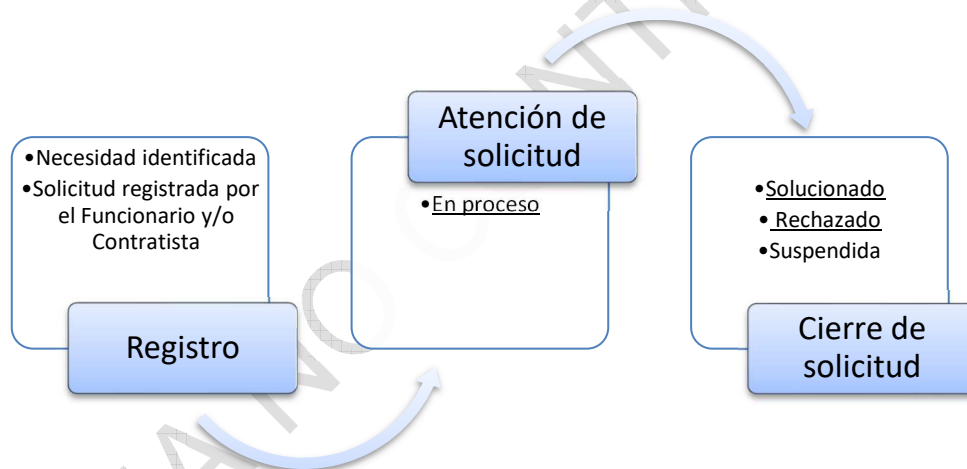 •Necesidad identificada
•Solicitud registrada por
el Funcionario y/o
Contratista
Registro
Atención de
solicitud
•En proceso
•Solucionado
• Rechazado
•Suspendida
Cierre de
solicitud